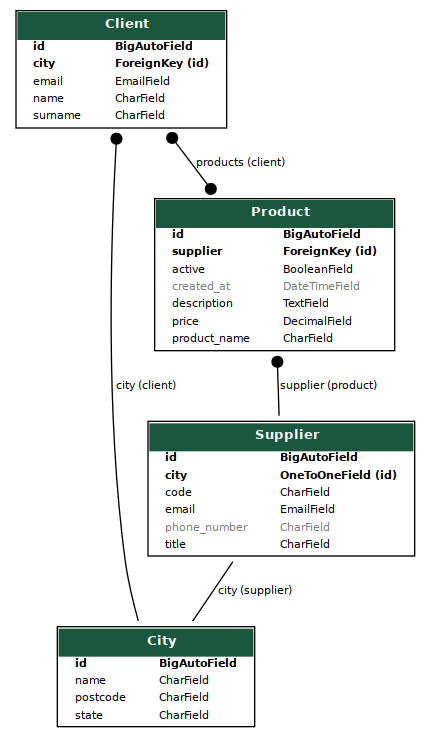 Client
id BigAutoField
city ForeignKey (id)
email EmailField
name CharField
surname CharField
products (client)
Product
id BigAutoField
supplier ForeignKey (id)
active BooleanField
created_at DateTimeField
description TextField
price DecimalField
product_name CharField
city (client)
supplier (product)
Supplier
id BigAutoField
city OneToOneField (id)
code CharField
email EmailField
phone_number CharField
title CharField
city (supplier)
City
id BigAutoField
name CharField
postcode CharField
state CharField